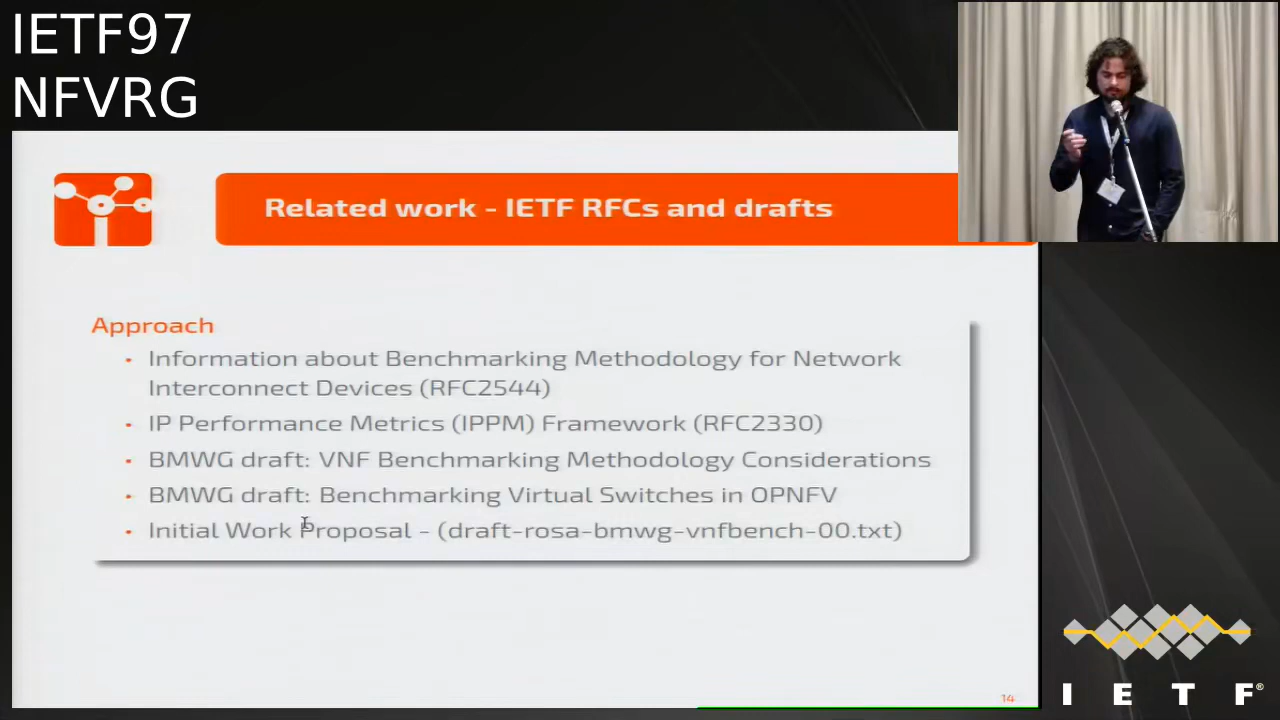 IETF97
NFVRG
Related work - IETF RFCs and drafts
Approach
• Information about Benchmarking Methodology for Network
Interconnect Devices (RFC2544)
• IP Performance Metrics (IPPM) Framework (RFC2330)
• BMWG draft: VNF Benchmarking Methodology Considerations
• BMWG draft: Benchmarking Virtual Switches in OPNFV
• Initial Work Proposal - (draft-rosa-bmwg-vnfbench-00.txt)
14
I E T F®